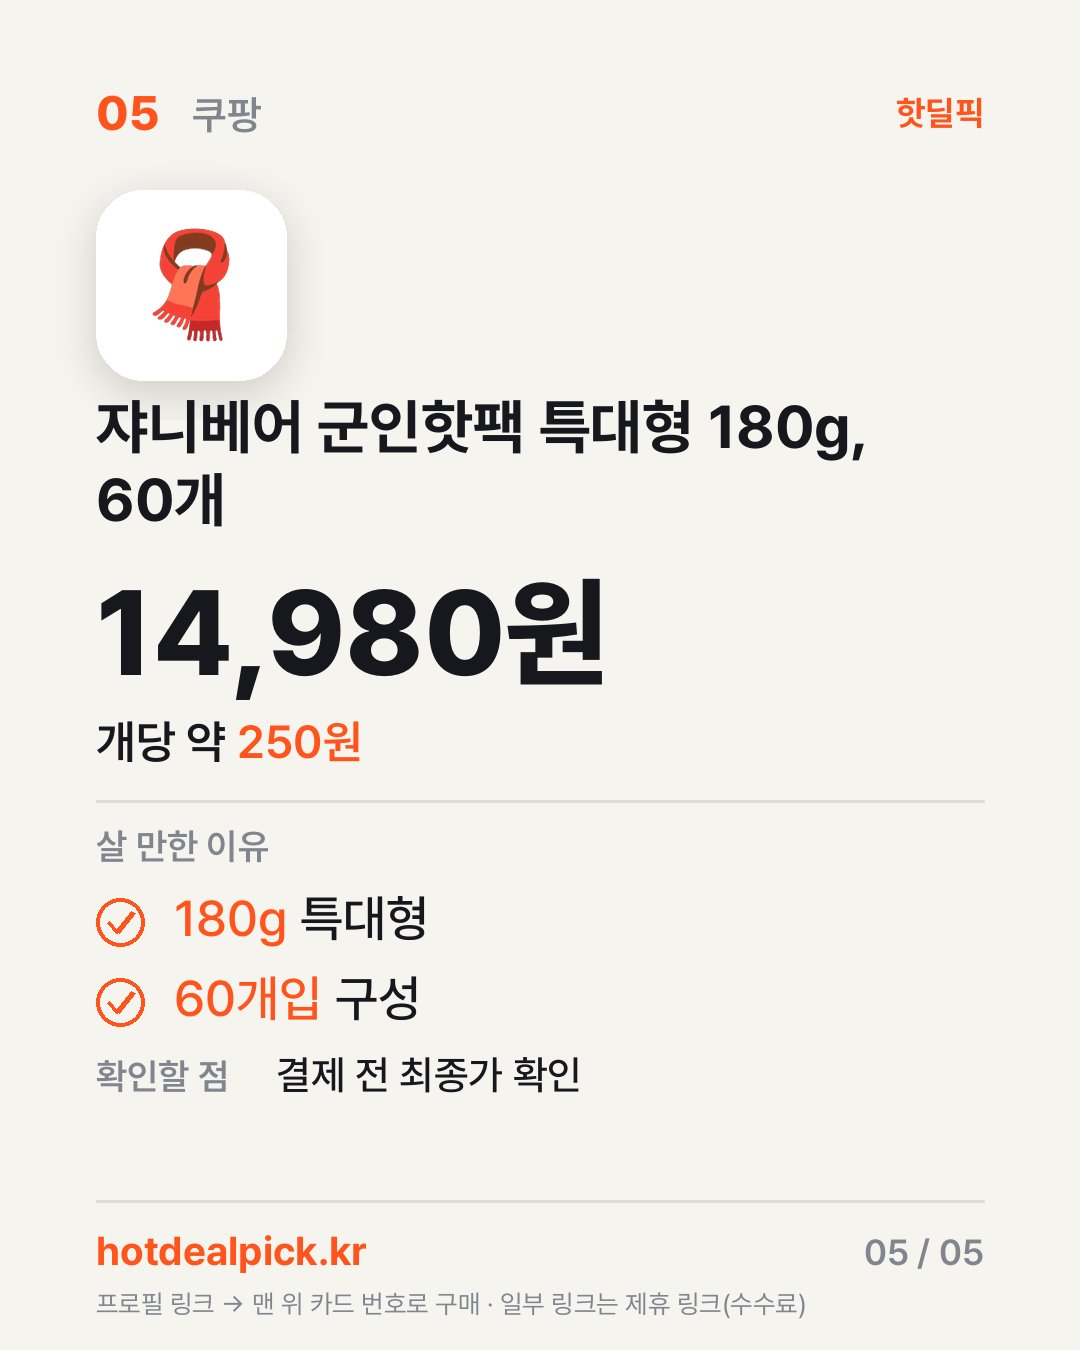 05 쿠팡
핫딜픽
쟈니베어 군인핫팩 특대형 180g,
60개
14,980원
개당 약 250원
살 만한 이유
180g 특대형
60개입 구성
확인할 점 결제 전 최종가 확인
hotdealpick.kr
05 / 05
프로필 링크 → 맨 위 카드 번호로 구매 · 일부 링크는 제휴 링크(수수료)